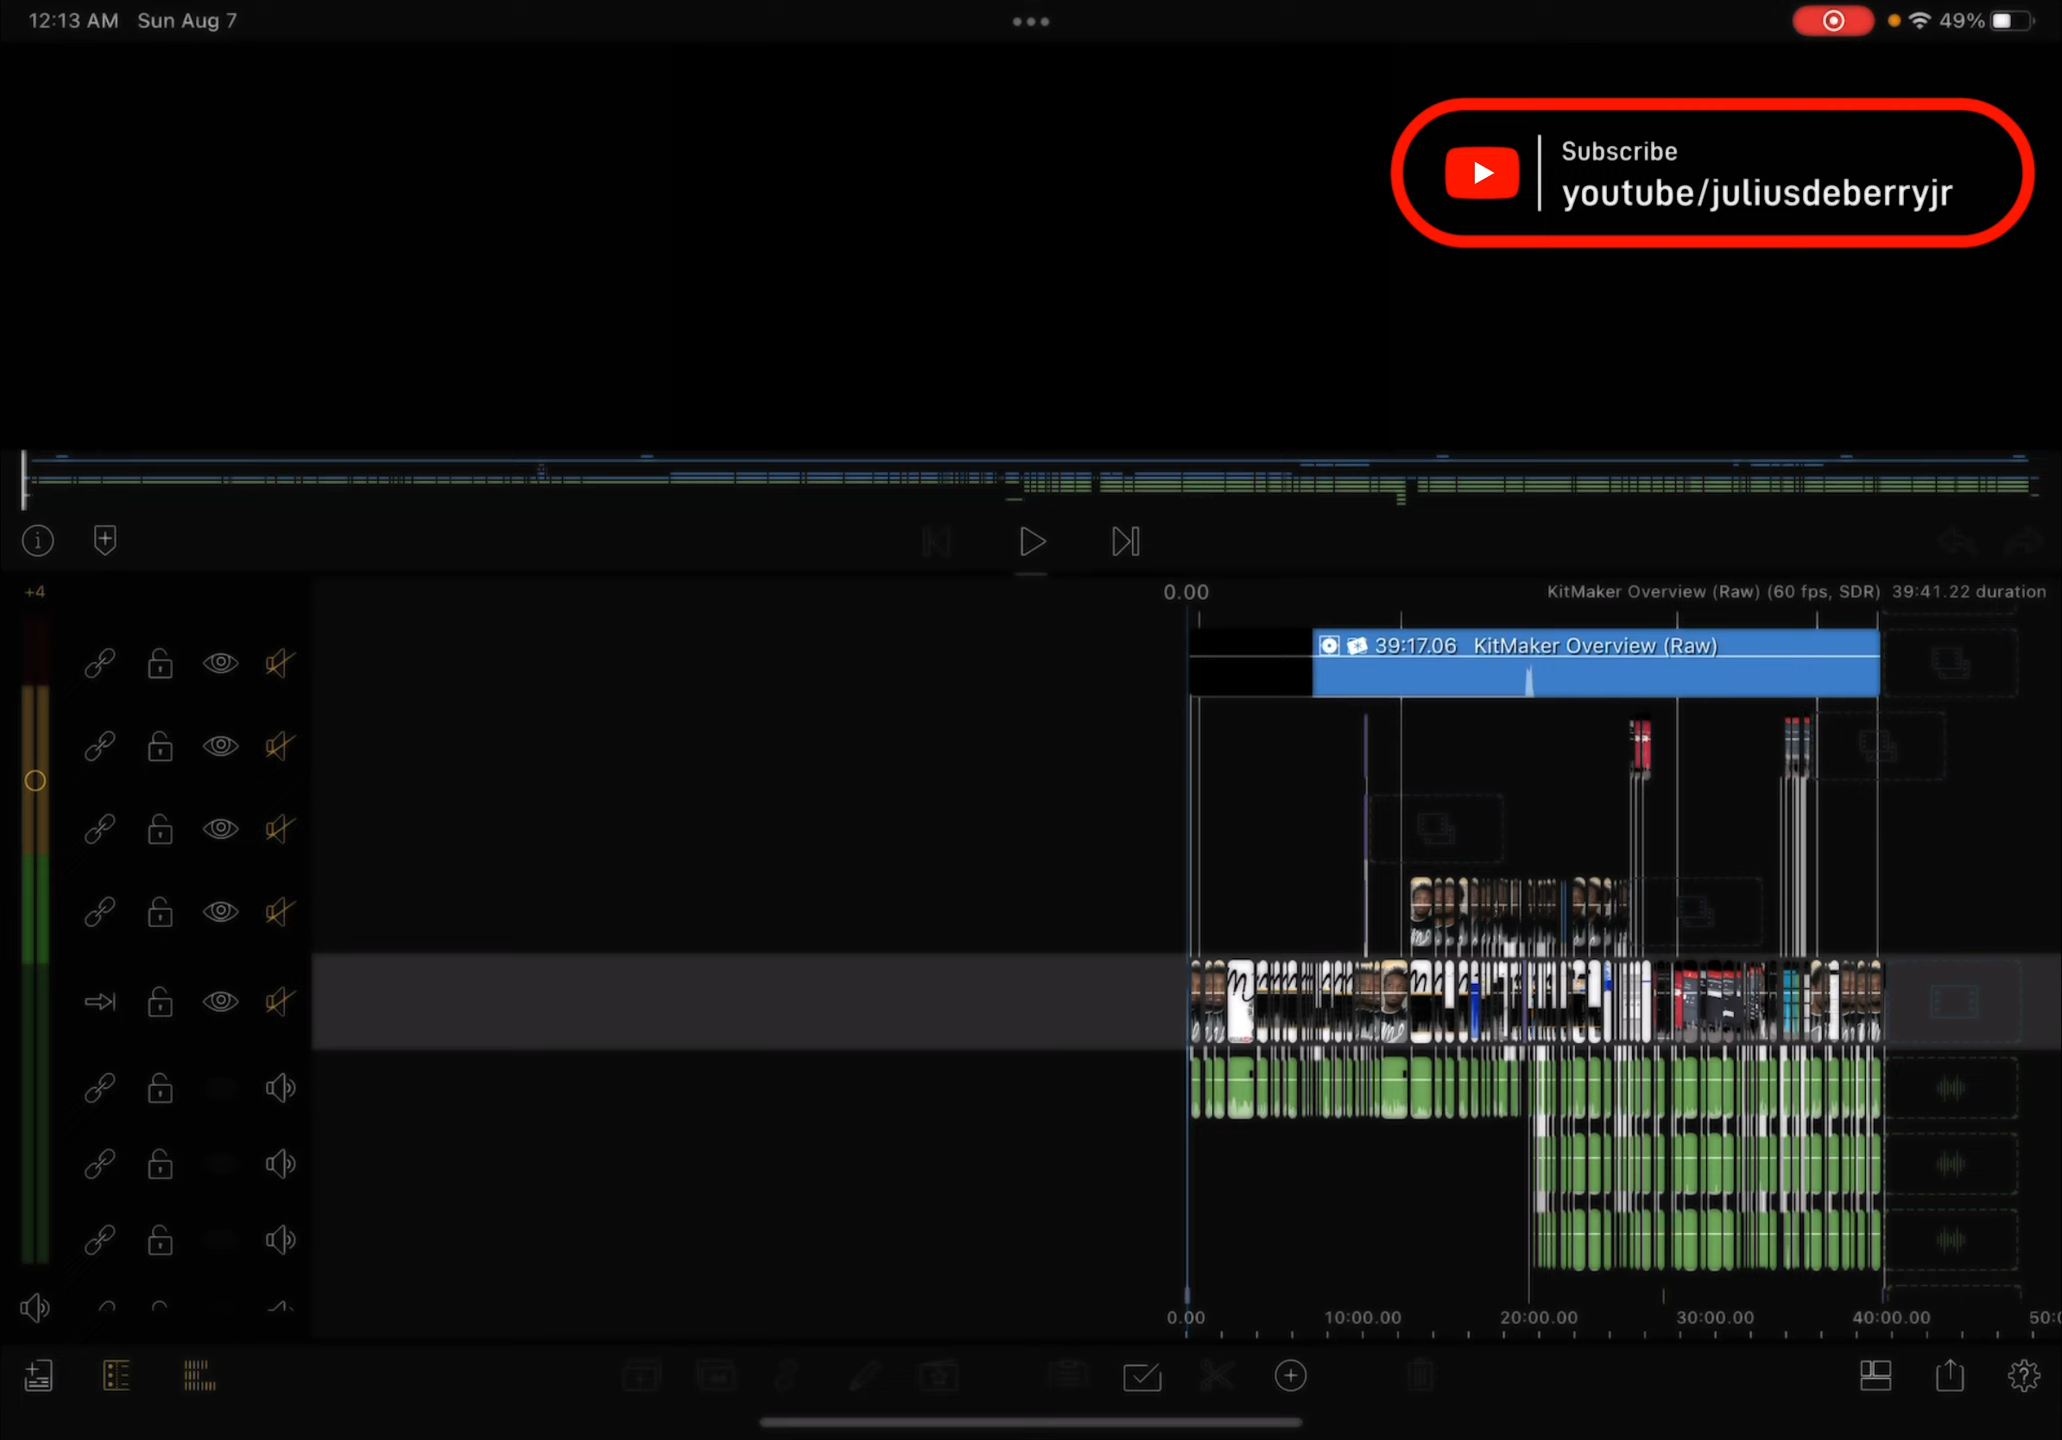 12:13 AM Sun Aug 7
49%
Subscribe
youtube/juliusdeberryjr
+4
0.00
KitMaker Overview (Raw) (60 fps, SDR) 39:41.22 duration
39:17.06 KitMaker Overview (Raw)
0.00 10:00.00 20:00.00 30:00.00 40:00.00